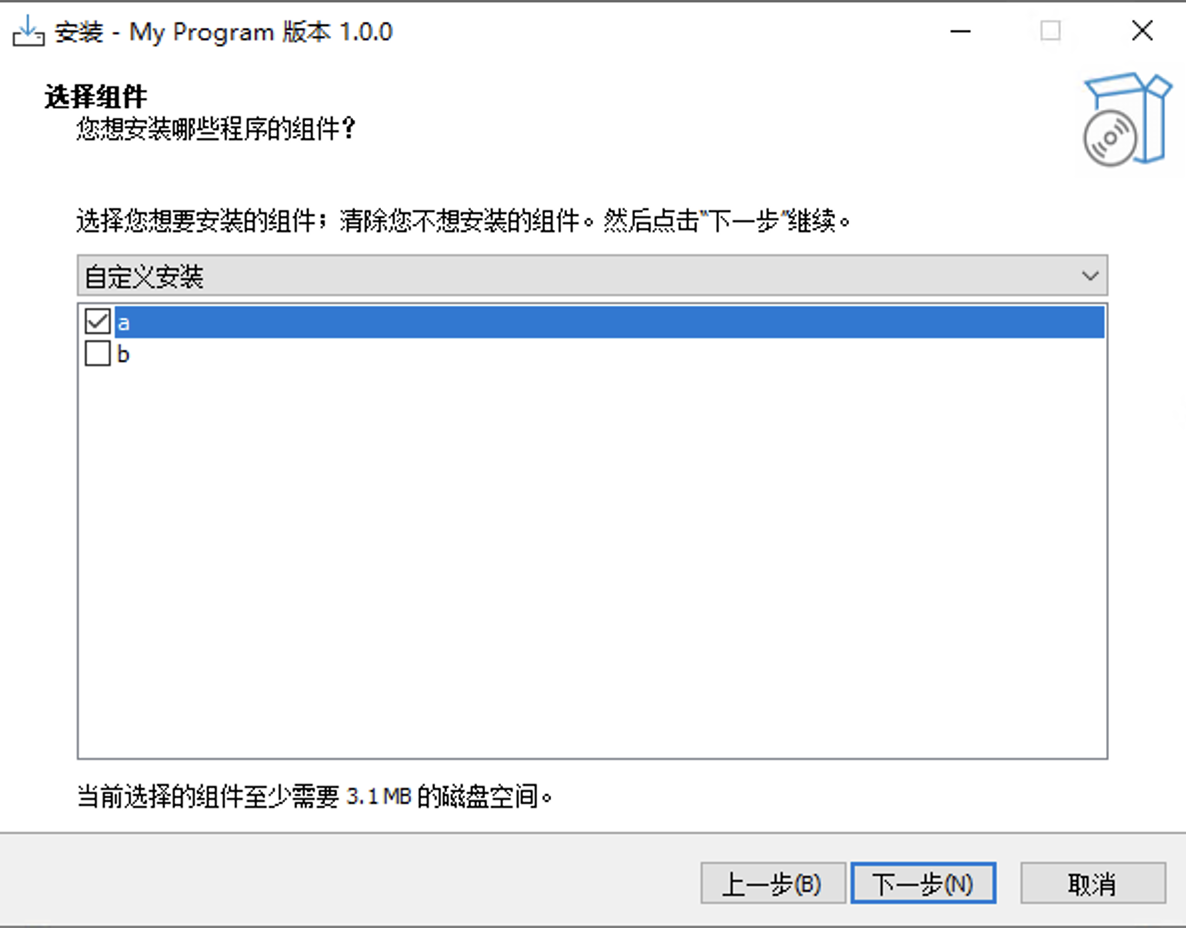 安装 - My Program 版本 1.0.0
选择组件
您想安装哪些程序的组件？
选择您想要安装的组件；清除您不想安装的组件。然后点击“下一步”继续。
自定义安装
a
b
当前选择的组件至少需要 3.1 MB 的磁盘空间。
上一步(B) 下一步(N) 取消